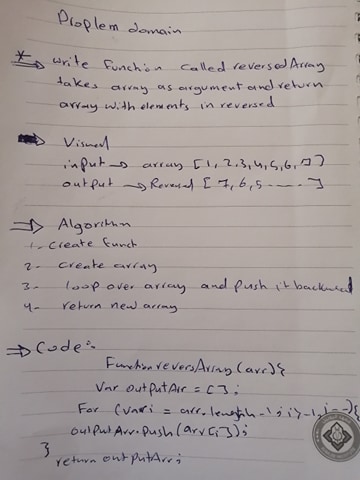 Proplem domain
* write function called reversedArray
takes array as argument and return
array with elements in reversed
Visual
input → array [1,2,3,4,5,6,7]
output → Reversed [7,6,5 - - - - ]
⇒ Algorithm
1- create funct
2- create array
3- loop over array and push it backward
4- return new array
⇒ Code :-
Function reversArray (arr) {
Var outputArr = [ ] ;
For (var i = arr.length - 1 ; i > -1 ; i--) {
outputArr.push (arr[i]) ;
}
return outputArr ;